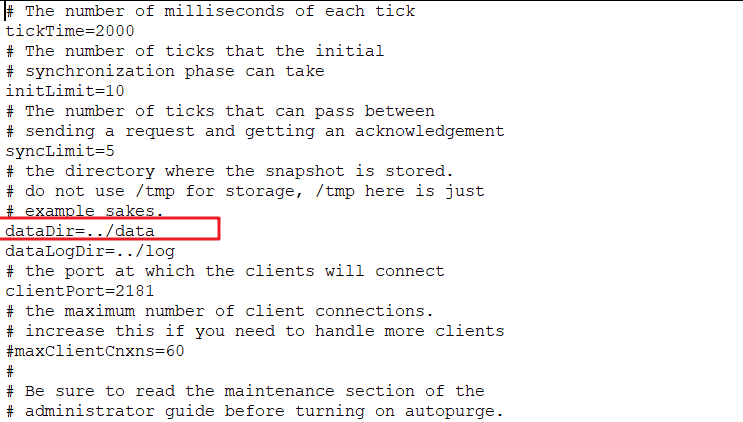 # The number of milliseconds of each tick
tickTime=2000
# The number of ticks that the initial
# synchronization phase can take
initLimit=10
# The number of ticks that can pass between
# sending a request and getting an acknowledgement
syncLimit=5
# the directory where the snapshot is stored.
# do not use /tmp for storage, /tmp here is just
# example sakes.
dataDir=../data
dataLogDir=../log
# the port at which the clients will connect
clientPort=2181
# the maximum number of client connections.
# increase this if you need to handle more clients
#maxClientCnxns=60
#
# Be sure to read the maintenance section of the
# administrator guide before turning on autopurge.